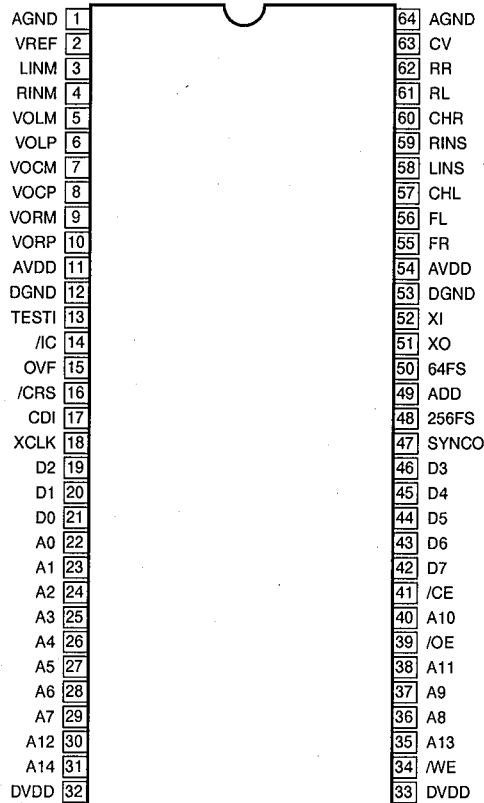 AGND 1 64 AGND
VREF 2 63 CV
LINM 3 62 RR
RINM 4 61 RL
VOLM 5 60 CHR
VOLP 6 59 RINS
VOCM 7 58 LINS
VOCP 8 57 CHL
VORM 9 56 FL
VORP 10 55 FR
AVDD 11 54 AVDD
DGND 12 53 DGND
TESTI 13 52 XI
/IC 14 51 XO
OVF 15 50 64FS
/CRS 16 49 ADD
CDI 17 48 256FS
XCLK 18 47 SYNCO
D2 19 46 D3
D1 20 45 D4
D0 21 44 D5
A0 22 43 D6
A1 23 42 D7
A2 24 41 /CE
A3 25 40 A10
A4 26 39 /OE
A5 27 38 A11
A6 28 37 A9
A7 29 36 A8
A12 30 35 A13
A14 31 34 /WE
DVDD 32 33 DVDD